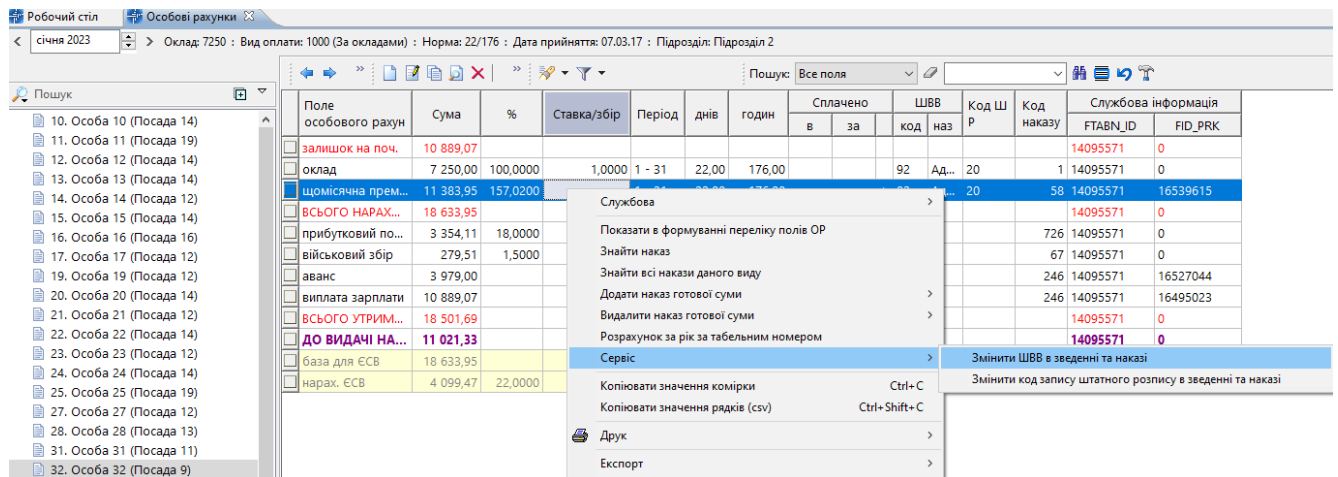 Робочий стіл Особові рахунки
січня 2023 Оклад: 7250 : Вид оплати: 1000 (За окладами) : Норма: 22/176 : Дата прийняття: 07.03.17 : Підрозділ: Підрозділ 2
Пошук: Все поля
Пошук
10. Особа 10 (Посада 14)
11. Особа 11 (Посада 19)
12. Особа 12 (Посада 14)
13. Особа 13 (Посада 14)
14. Особа 14 (Посада 12)
15. Особа 15 (Посада 14)
16. Особа 16 (Посада 16)
17. Особа 17 (Посада 12)
19. Особа 19 (Посада 12)
20. Особа 20 (Посада 14)
21. Особа 21 (Посада 12)
22. Особа 22 (Посада 14)
23. Особа 23 (Посада 12)
24. Особа 24 (Посада 14)
25. Особа 25 (Посада 19)
27. Особа 27 (Посада 12)
28. Особа 28 (Посада 13)
31. Особа 31 (Посада 11)
32. Особа 32 (Посада 9)
Поле особового рахун Сума % Ставка/збір Період днів годин Сплачено ШВВ Код Ш Р Код наказу Службова інформація
в за код наз FTABN_ID FID_PRK
залишок на поч. 10 889,07 14095571 0
оклад 7 250,00 100,0000 1,0000 1 - 31 22,00 176,00 92 Ад... 20 1 14095571 0
щомісячна прем... 11 383,95 157,0200 20 58 14095571 16539615
ВСЬОГО НАРАХ... 18 633,95 14095571 0
прибутковий по... 3 354,11 18,0000 726 14095571 0
військовий збір 279,51 1,5000 67 14095571 0
аванс 3 979,00 246 14095571 16527044
виплата зарплати 10 889,07 246 14095571 16495023
ВСЬОГО УТРИМ... 18 501,69 14095571 0
ДО ВИДАЧІ НА... 11 021,33 14095571 0
база для ЄСВ 18 633,95
нарах. ЄСВ 4 099,47 22,0000
Службова
Показати в формуванні переліку полів ОР
Знайти наказ
Знайти всі накази даного виду
Додати наказ готової суми
Видалити наказ готової суми
Розрахунок за рік за табельним номером
Сервіс
Копіювати значення комірки Ctrl+C
Копіювати значення рядків (csv) Ctrl+Shift+C
Друк
Експорт
Змінити ШВВ в зведенні та наказі
Змінити код запису штатного розпису в зведенні та наказі